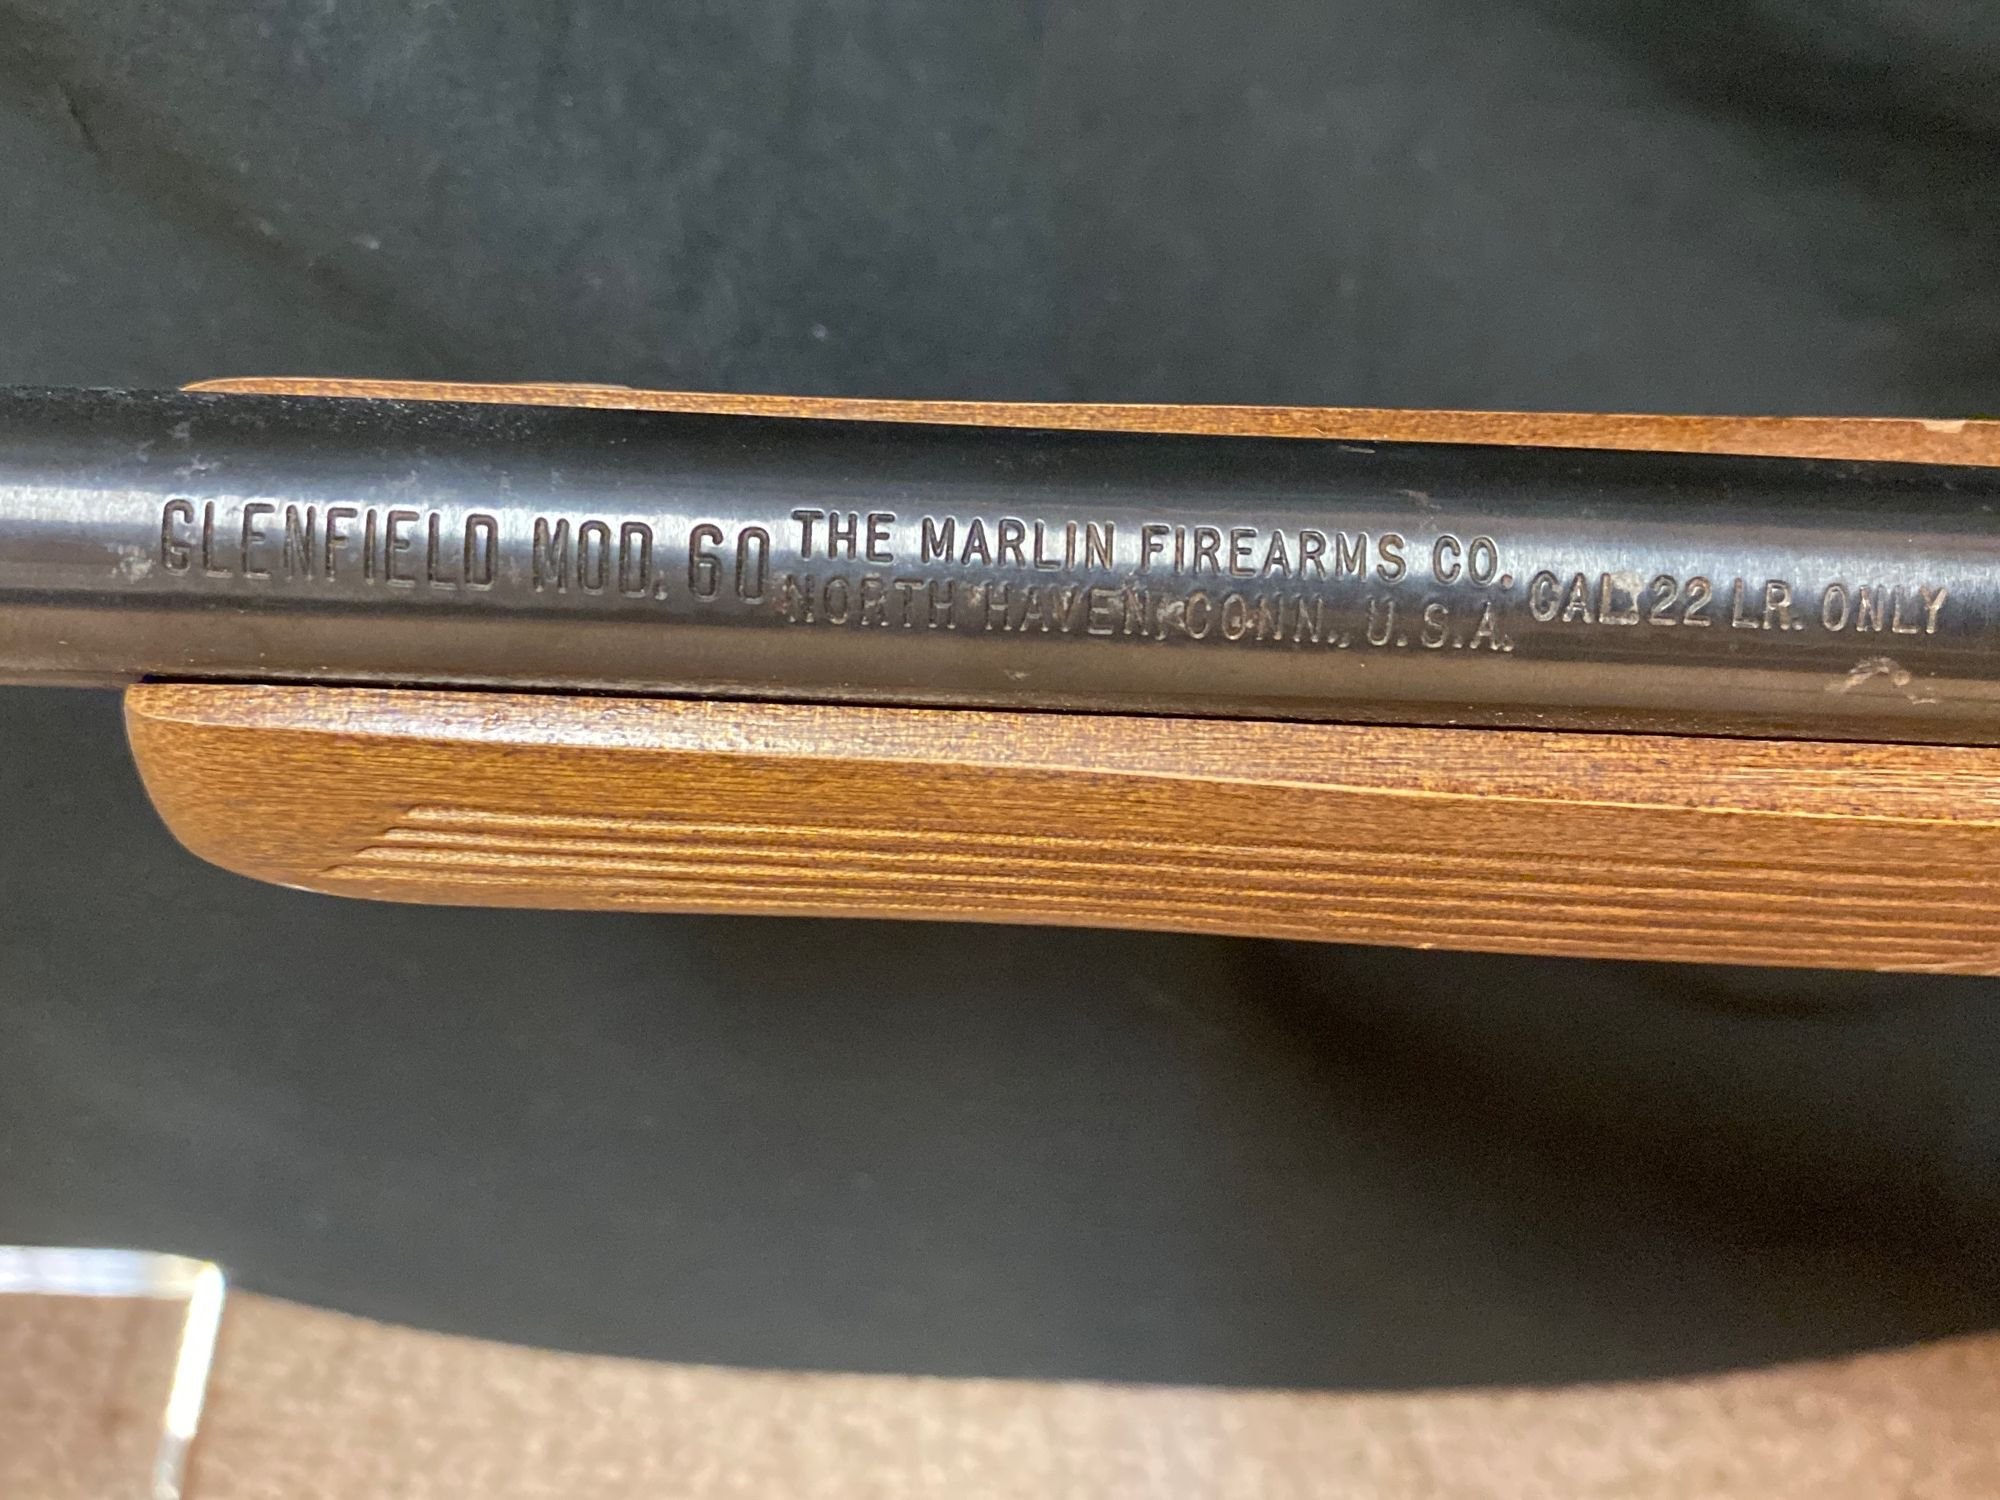 GLENFIELD MOD. 60
THE MARLIN FIREARMS CO.
NORTH HAVEN, CONN., U.S.A.
CAL. 22 LR. ONLY